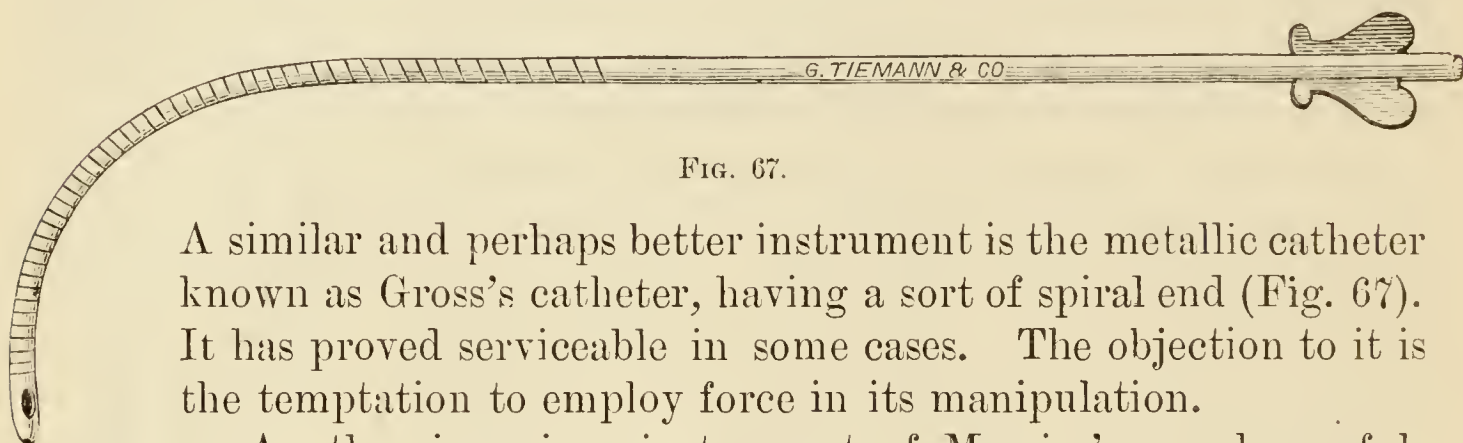 G. TIEMANN & CO
FIG. 67.
A similar and perhaps better instrument is the metallic catheter
known as Gross's catheter, having a sort of spiral end (Fig. 67).
It has proved serviceable in some cases. The objection to it is
the temptation to employ force in its manipulation.